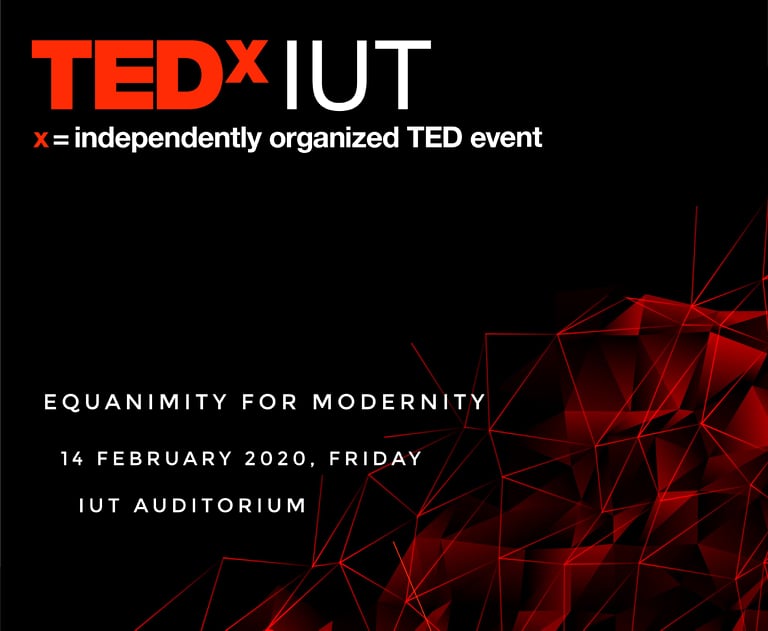 TEDx IUT
x = independently organized TED event
EQUANIMITY FOR MODERNITY
14 FEBRUARY 2020, FRIDAY
IUT AUDITORIUM